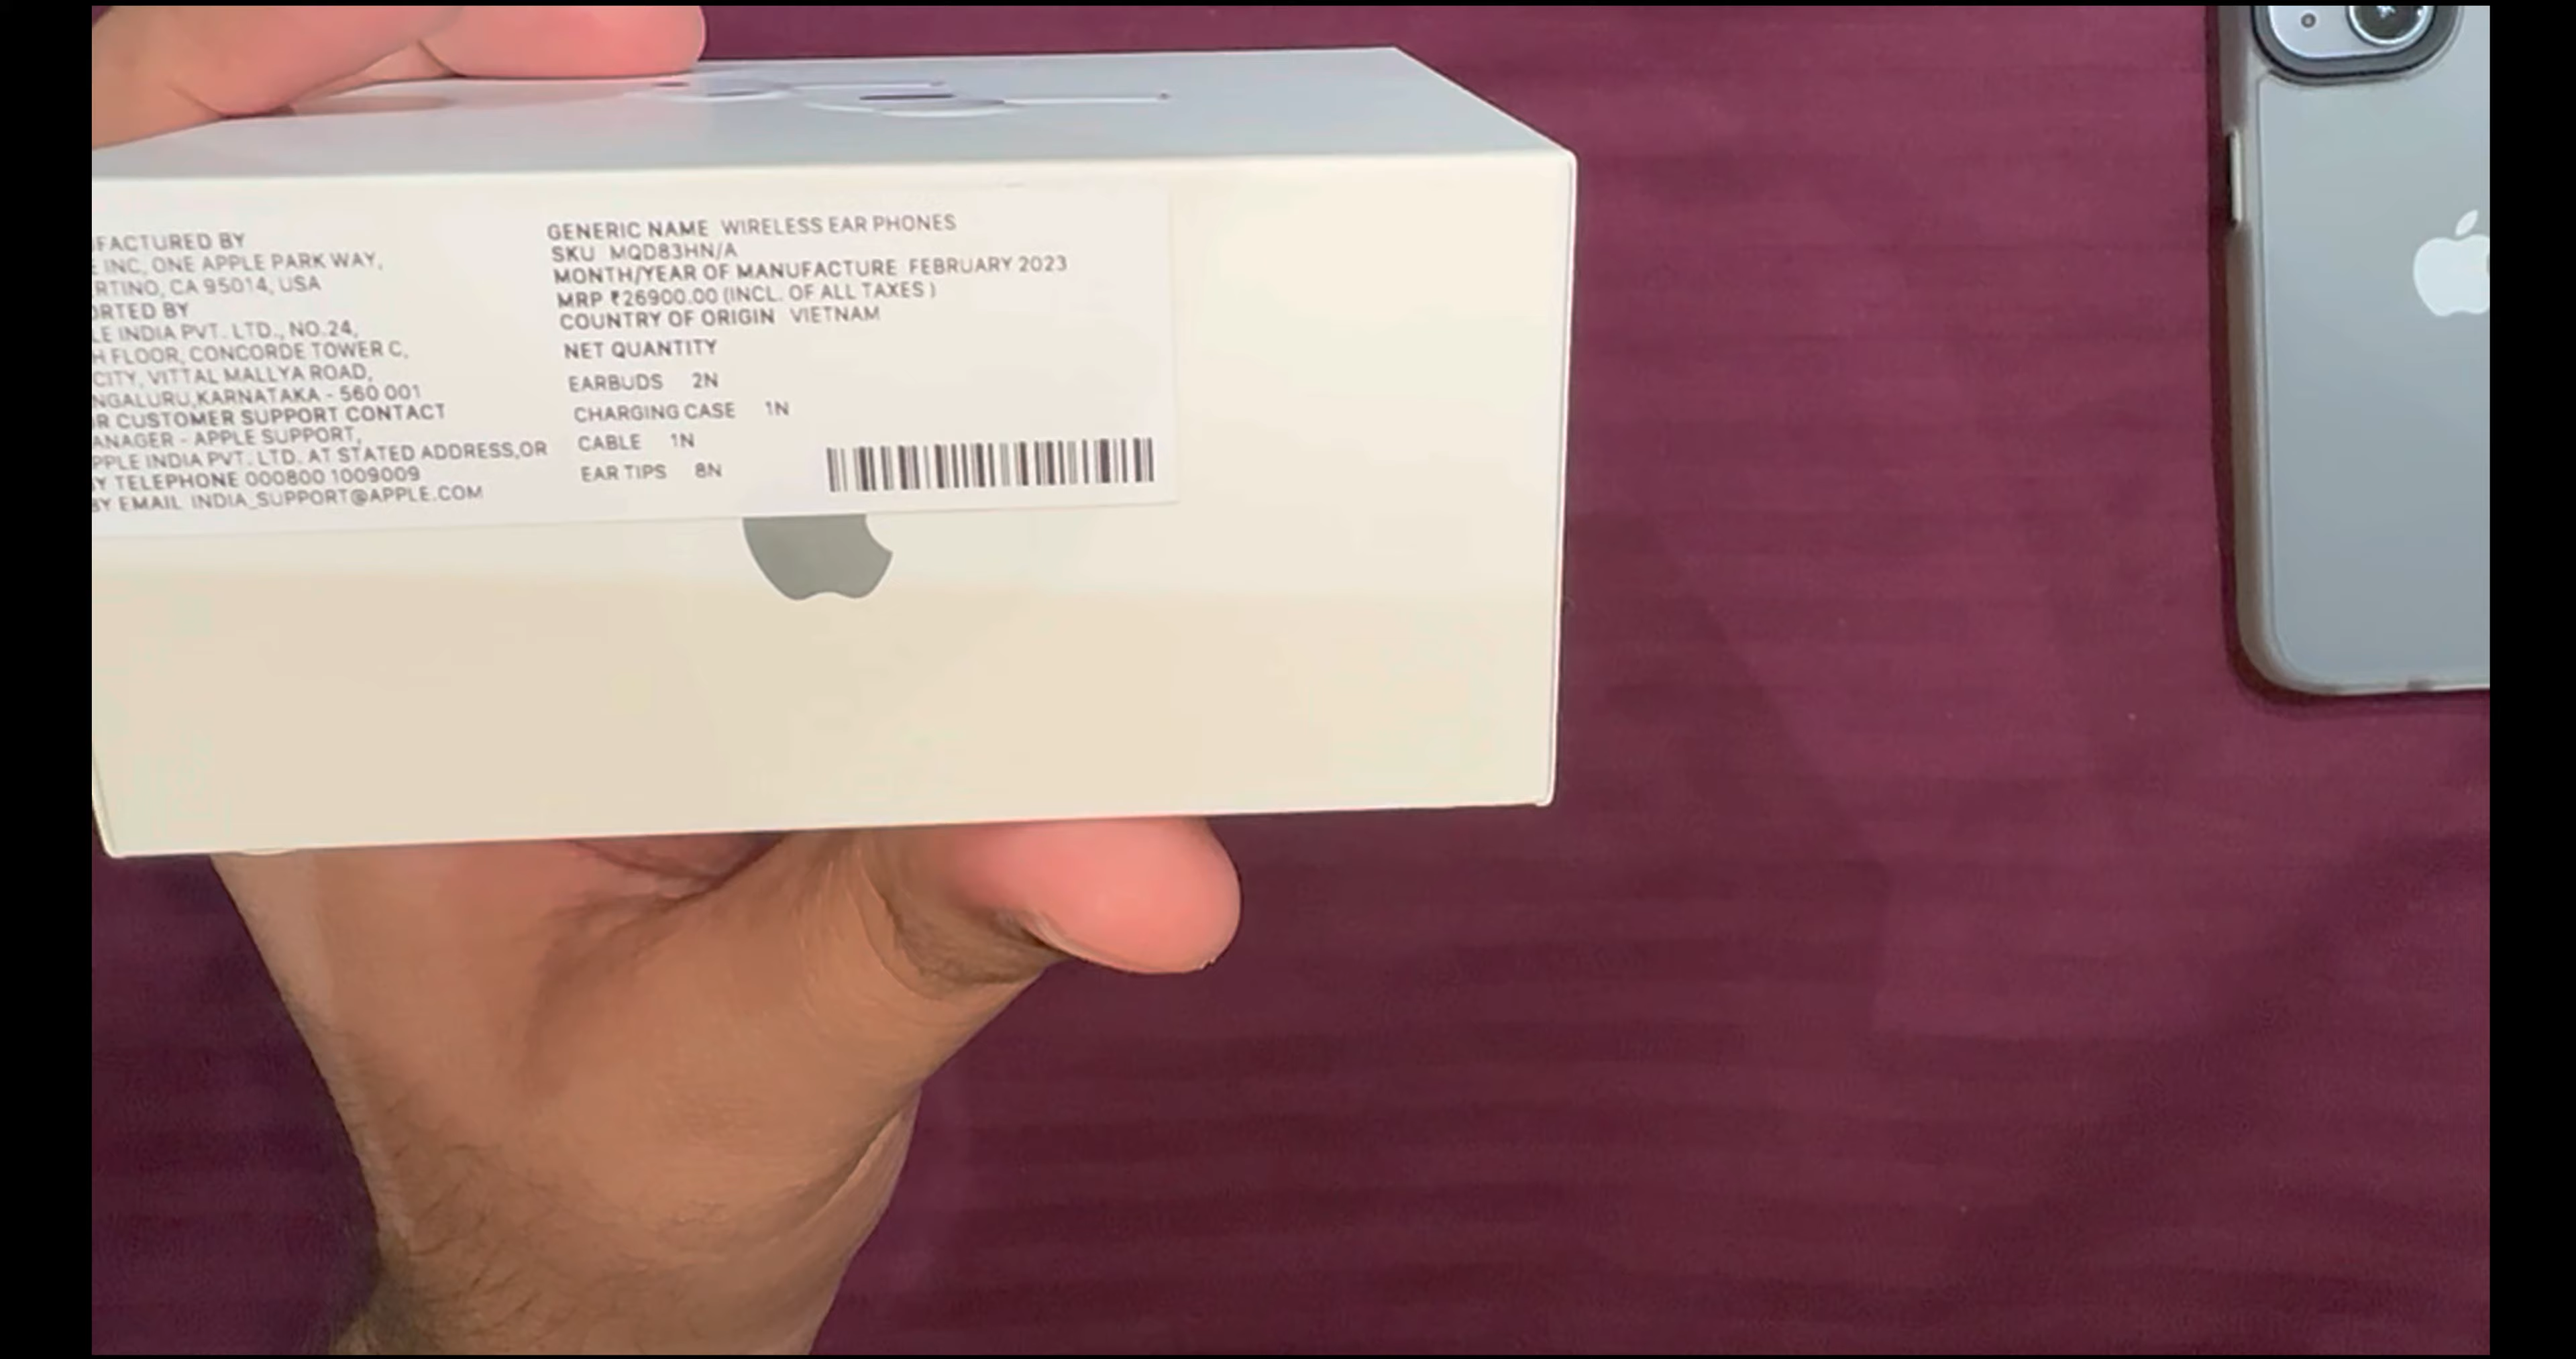 FACTURED BY
INC, ONE APPLE PARK WAY,
RTINO, CA 95014, USA
ORTED BY
LE INDIA PVT. LTD., NO.24,
H FLOOR, CONCORDE TOWER C,
CITY, VITTAL MALLYA ROAD,
NGALURU,KARNATAKA - 560 001
R CUSTOMER SUPPORT CONTACT
ANAGER - APPLE SUPPORT,
PPLE INDIA PVT. LTD. AT STATED ADDRESS,OR
Y TELEPHONE 000800 1009009
BY EMAIL INDIA_SUPPORT@APPLE.COM
GENERIC NAME WIRELESS EAR PHONES
SKU MQD83HN/A
MONTH/YEAR OF MANUFACTURE FEBRUARY 2023
MRP ₹26900.00 (INCL. OF ALL TAXES )
COUNTRY OF ORIGIN VIETNAM
NET QUANTITY
EARBUDS 2N
CHARGING CASE 1N
CABLE 1N
EAR TIPS 8N